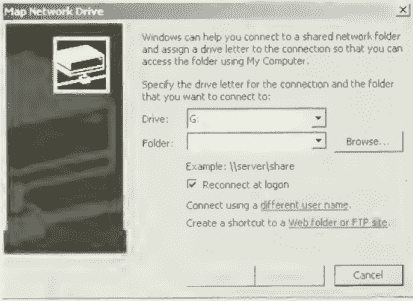 Map Network Drive
Windows can help you connect to a shared network folder
and assign a drive letter to the connection so that you can
access the folder using My Computer.
Specify the drive letter for the connection and the folder
that you want to connect to:
Drive:
G:
Folder:
Browse...
Example: \\server\share
Reconnect at logon
Connect using a different user name.
Create a shortcut to a Web folder or FTP site.
Cancel